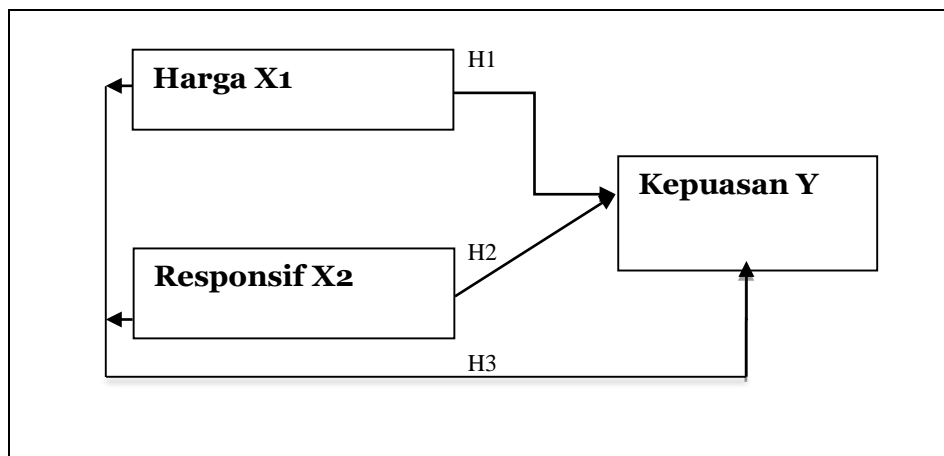 H1
Harga X1
Kepuasan Y
H2
Responsif X2
H3